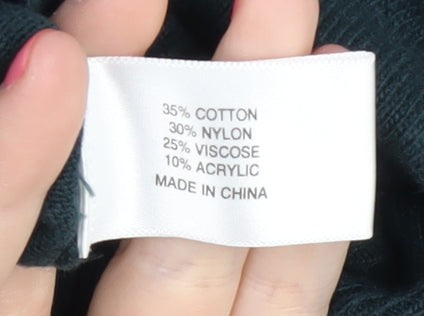 35% COTTON
30% NYLON
25% VISCOSE
10% ACRYLIC
MADE IN CHINA